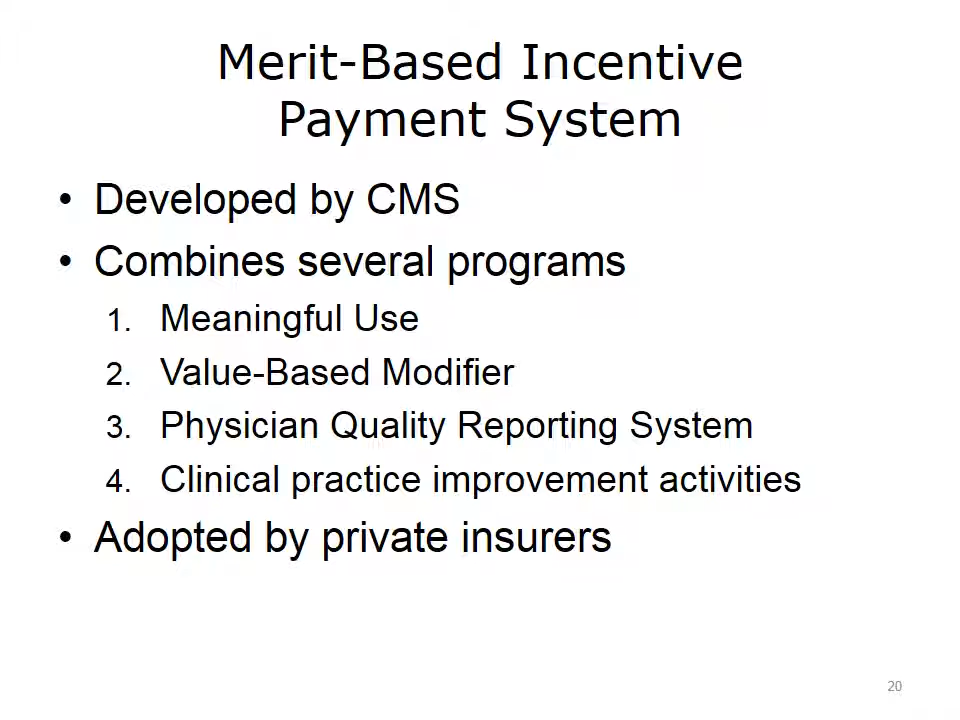 Merit-Based Incentive
Payment System
• Developed by CMS
• Combines several programs
1. Meaningful Use
2. Value-Based Modifier
3. Physician Quality Reporting System
4. Clinical practice improvement activities
• Adopted by private insurers
20